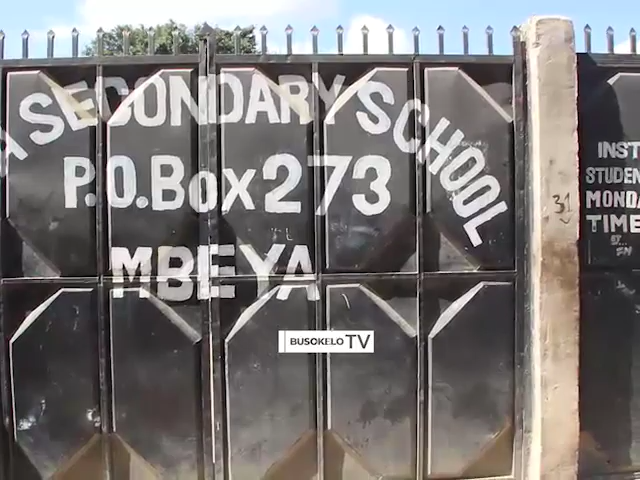 SECONDARY SCHOOL
P.O.Box 273
MBEYA
BUSOKELO TV
31
INST
STUDEN
MONDA
TIME